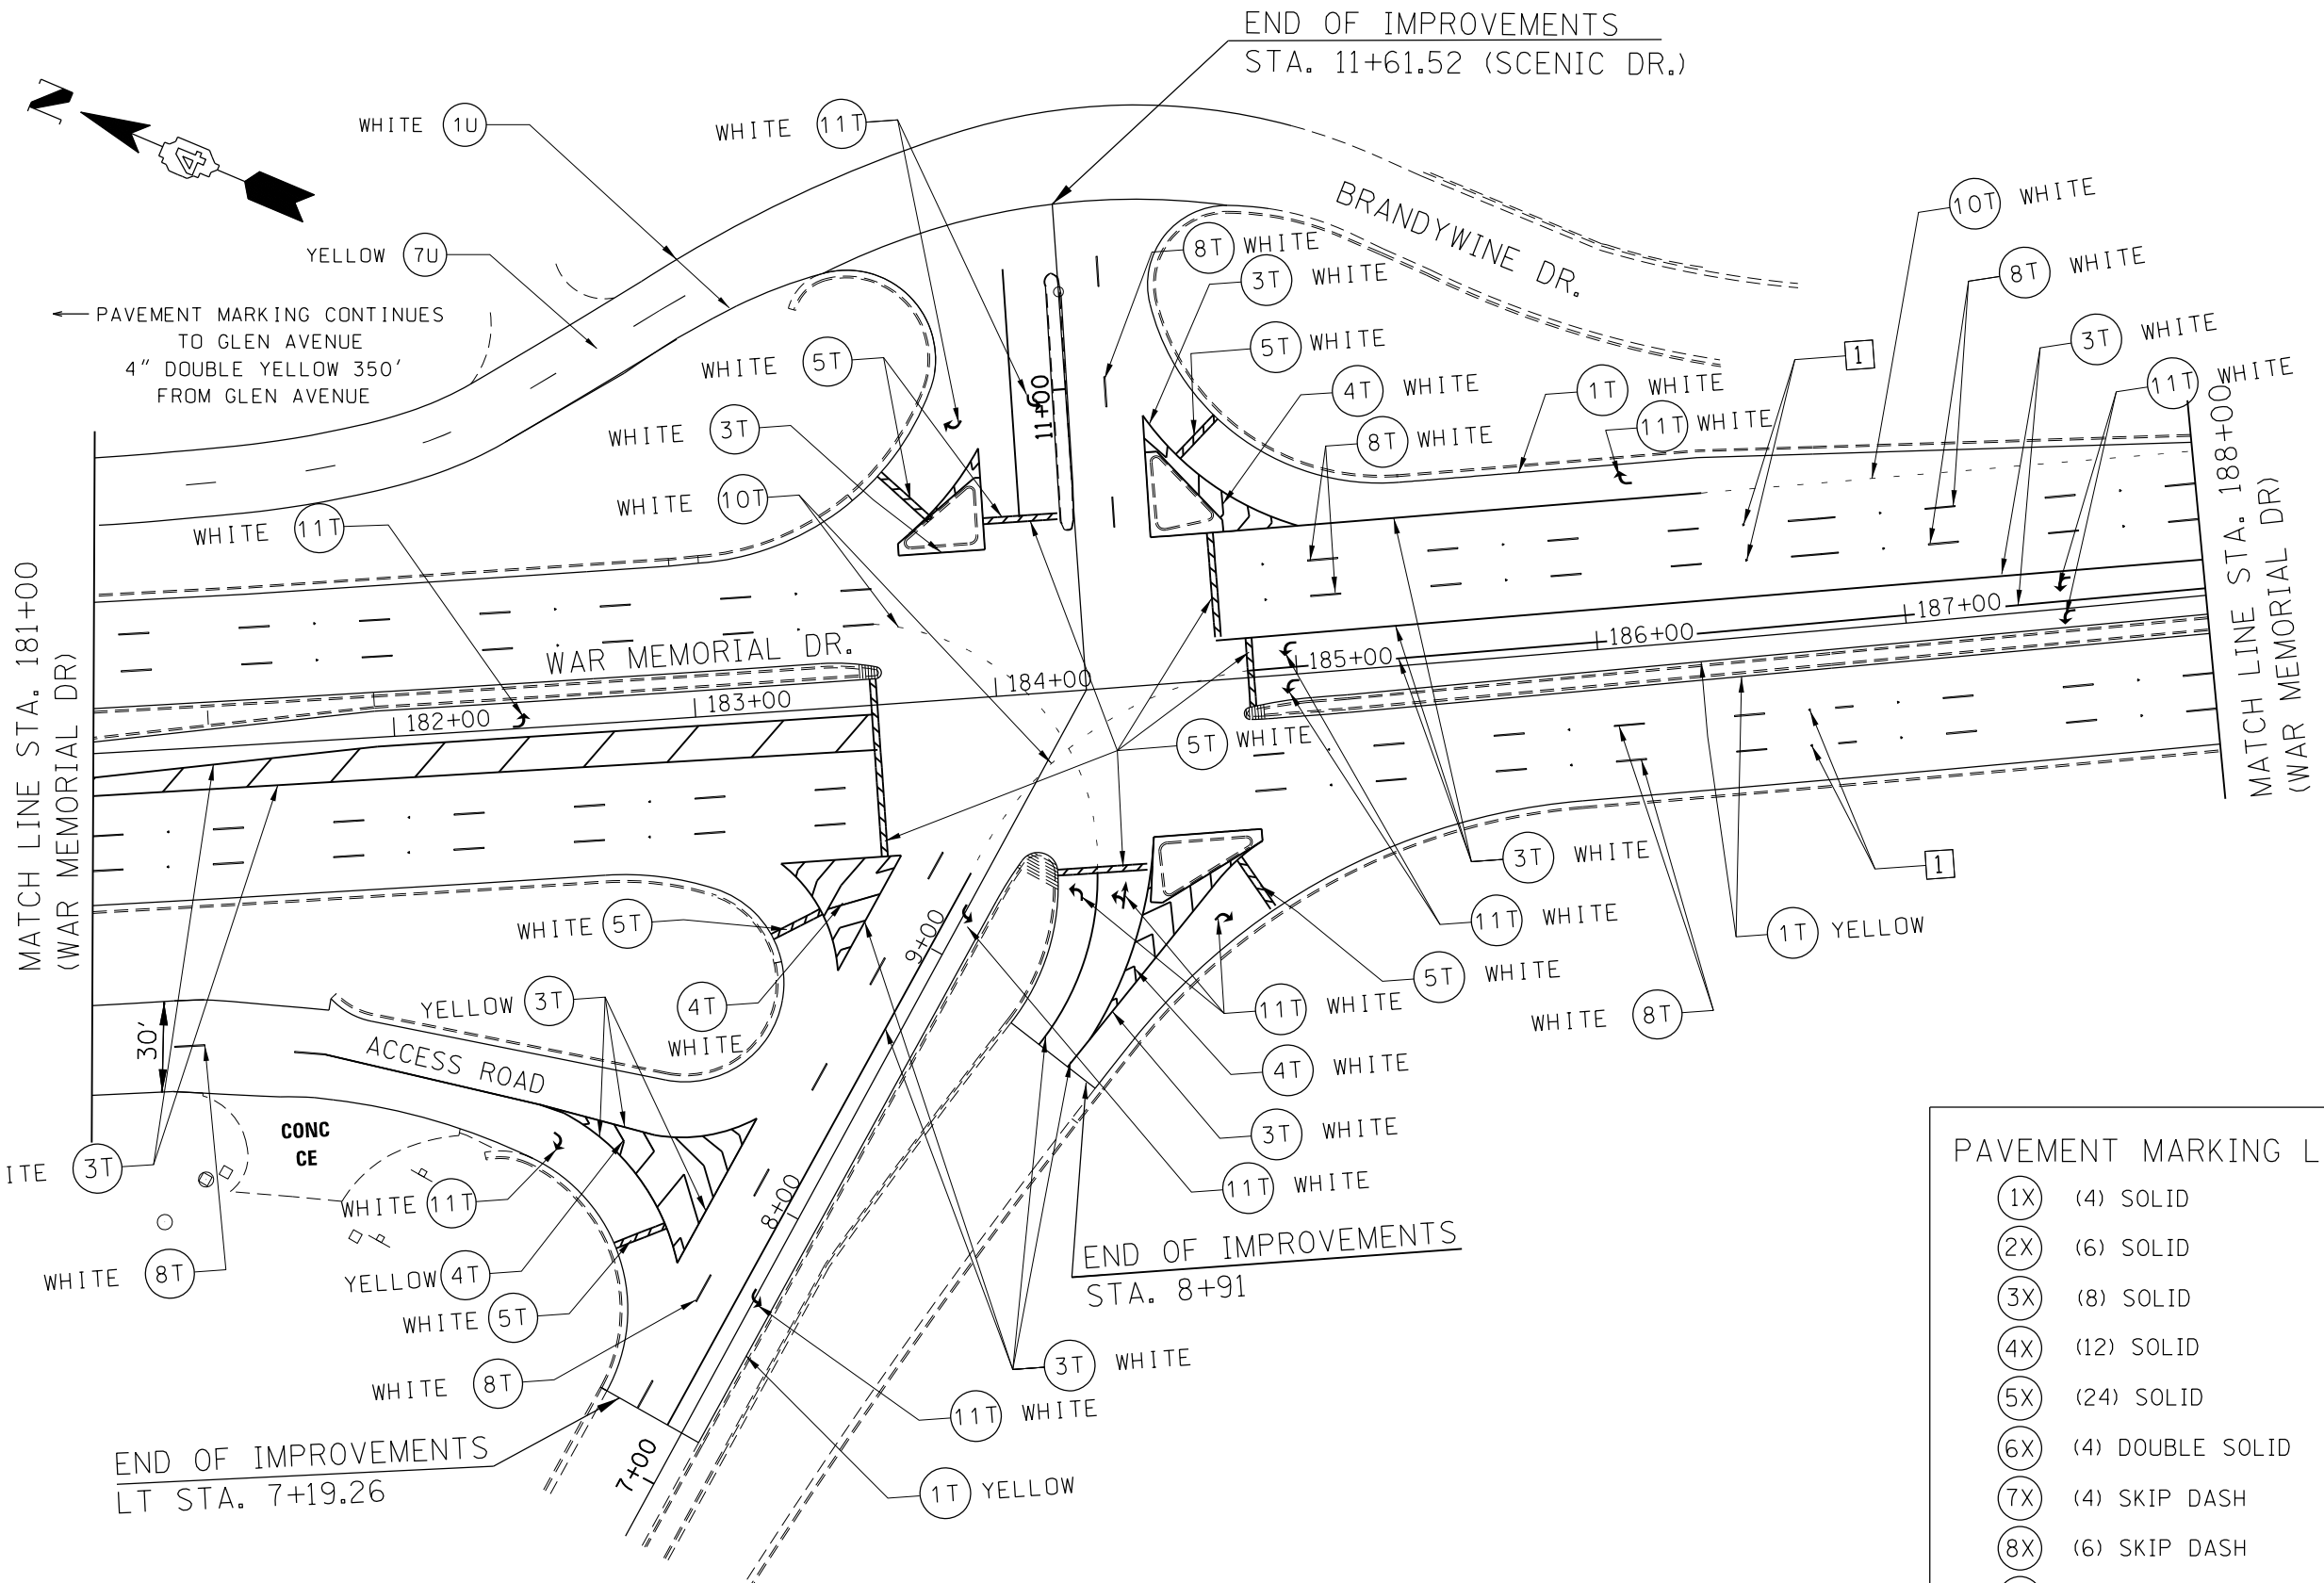 END OF IMPROVEMENTS
STA. 11+61.52 (SCENIC DR.)
N
4
WHITE 1U
WHITE 11T
YELLOW 7U
PAVEMENT MARKING CONTINUES
TO GLEN AVENUE
4" DOUBLE YELLOW 350'
FROM GLEN AVENUE
BRANDYWINE DR.
8T WHITE
3T WHITE
5T WHITE
4T WHITE
8T WHITE
1T WHITE
11T WHITE
1
10T WHITE
8T WHITE
3T WHITE
11T WHITE
WHITE 5T
WHITE 3T
WHITE 10T
WHITE 11T
11+00
MATCH LINE STA. 181+00
(WAR MEMORIAL DR)
WAR MEMORIAL DR.
182+00
183+00
184+00
185+00
186+00
187+00
MATCH LINE STA. 188+00
(WAR MEMORIAL DR)
5T WHITE
3T WHITE
1
11T WHITE
1T YELLOW
5T WHITE
WHITE 8T
WHITE 5T
9+00
YELLOW 3T
4T
WHITE
11T WHITE
4T WHITE
3T WHITE
11T WHITE
30'
ACCESS ROAD
CONC
CE
ITE 3T
WHITE 11T
8+00
WHITE 8T
YELLOW 4T
WHITE 5T
WHITE 8T
END OF IMPROVEMENTS
STA. 8+91
3T WHITE
11T WHITE
1T YELLOW
END OF IMPROVEMENTS
LT STA. 7+19.26
7+00
PAVEMENT MARKING L
1X (4) SOLID
2X (6) SOLID
3X (8) SOLID
4X (12) SOLID
5X (24) SOLID
6X (4) DOUBLE SOLID
7X (4) SKIP DASH
8X (6) SKIP DASH